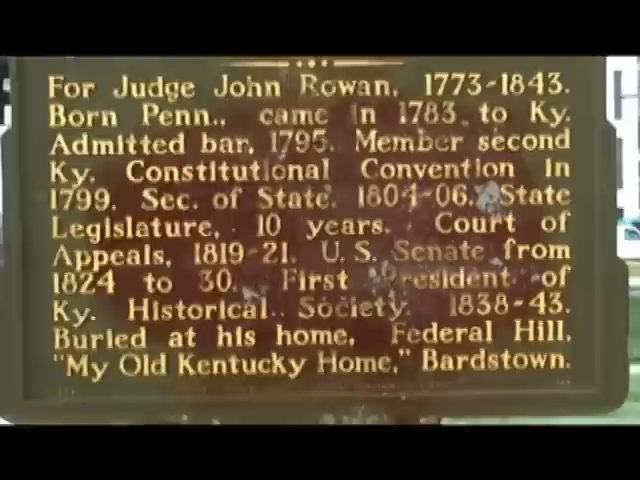 For Judge John Rowan, 1773-1843.
Born Penn., came in 1783 to Ky.
Admitted bar, 1795. Member second
Ky. Constitutional Convention in
1799. Sec. of State. 1804-06. State
Legislature, 10 years. Court of
Appeals, 1819-21. U.S. Senate from
1824 to 30. First President of
Ky. Historical Society. 1838-43.
Buried at his home, Federal Hill,
"My Old Kentucky Home," Bardstown.